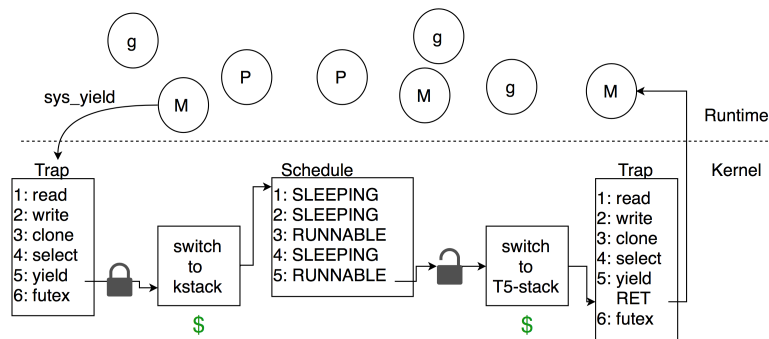 g
g
P
P
M
M
g
M
sys_yield
Runtime
Trap
1: read
2: write
3: clone
4: select
5: yield
6: futex
switch
to
kstack
$
Schedule
1: SLEEPING
2: SLEEPING
3: RUNNABLE
4: SLEEPING
5: RUNNABLE
switch
to
T5-stack
$
Trap
1: read
2: write
3: clone
4: select
5: yield
RET
6: futex
Kernel